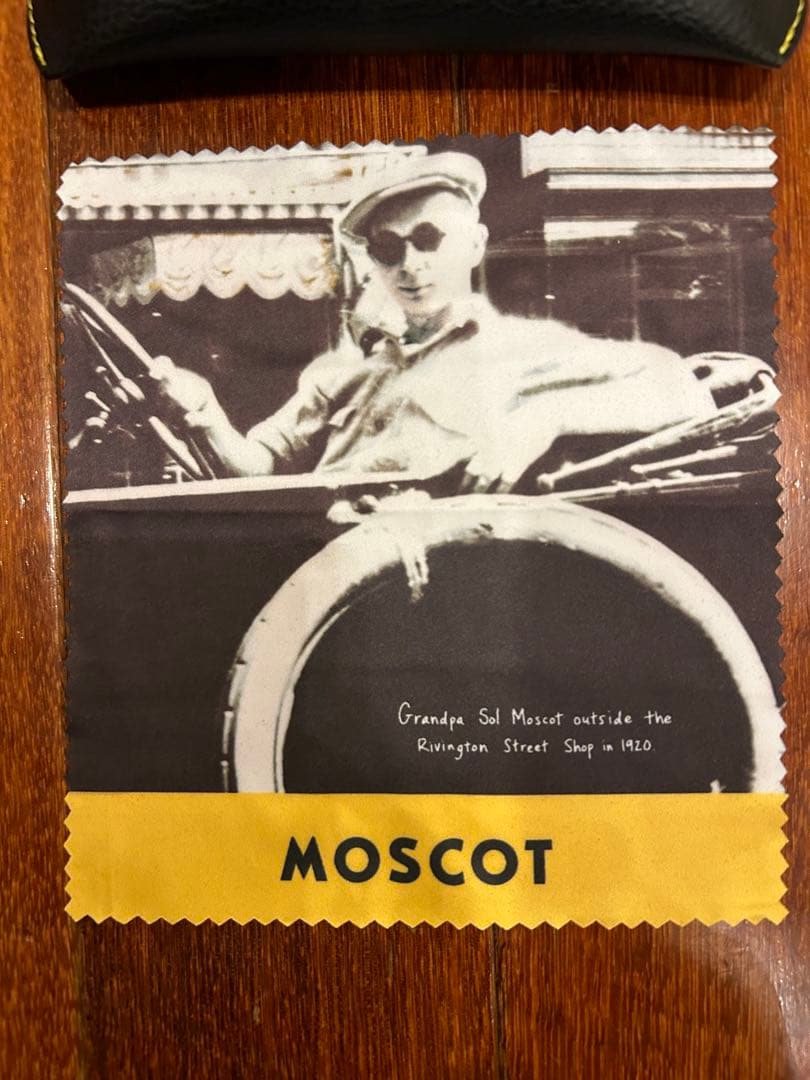 Grandpa Sol Moscot outside the
Rivington Street Shop in 1920.
MOSCOT